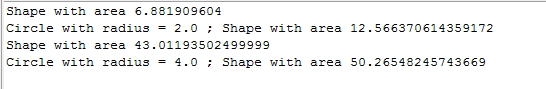 Shape with area 6.881909604
Circle with radius = 2.0 ; Shape with area 12.566370614359172
Shape with area 43.01193502499999
Circle with radius = 4.0 ; Shape with area 50.26548245743669